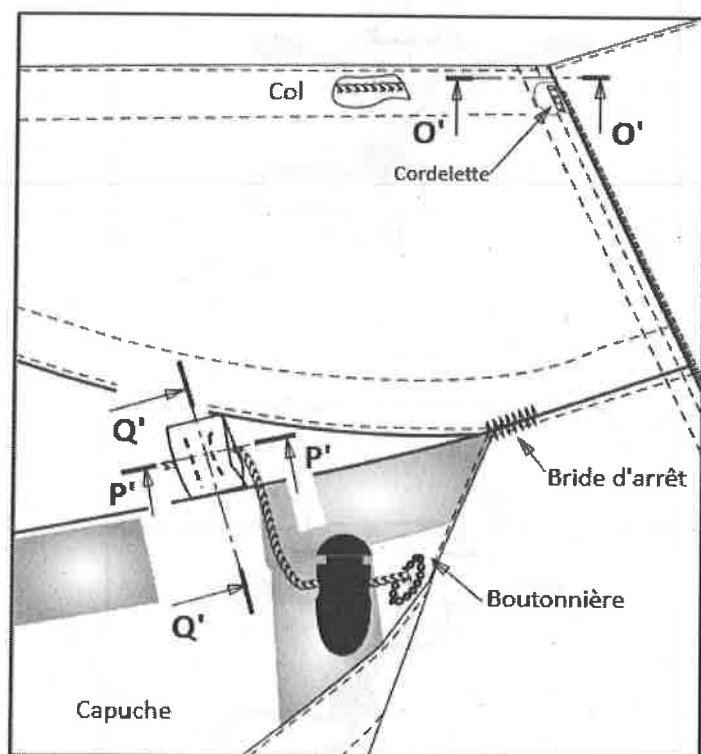 Col
O'
O'
Cordelette
Q'
f
P'
P'
Bride d'arrêt
Boutonnière
Q'
Capuche